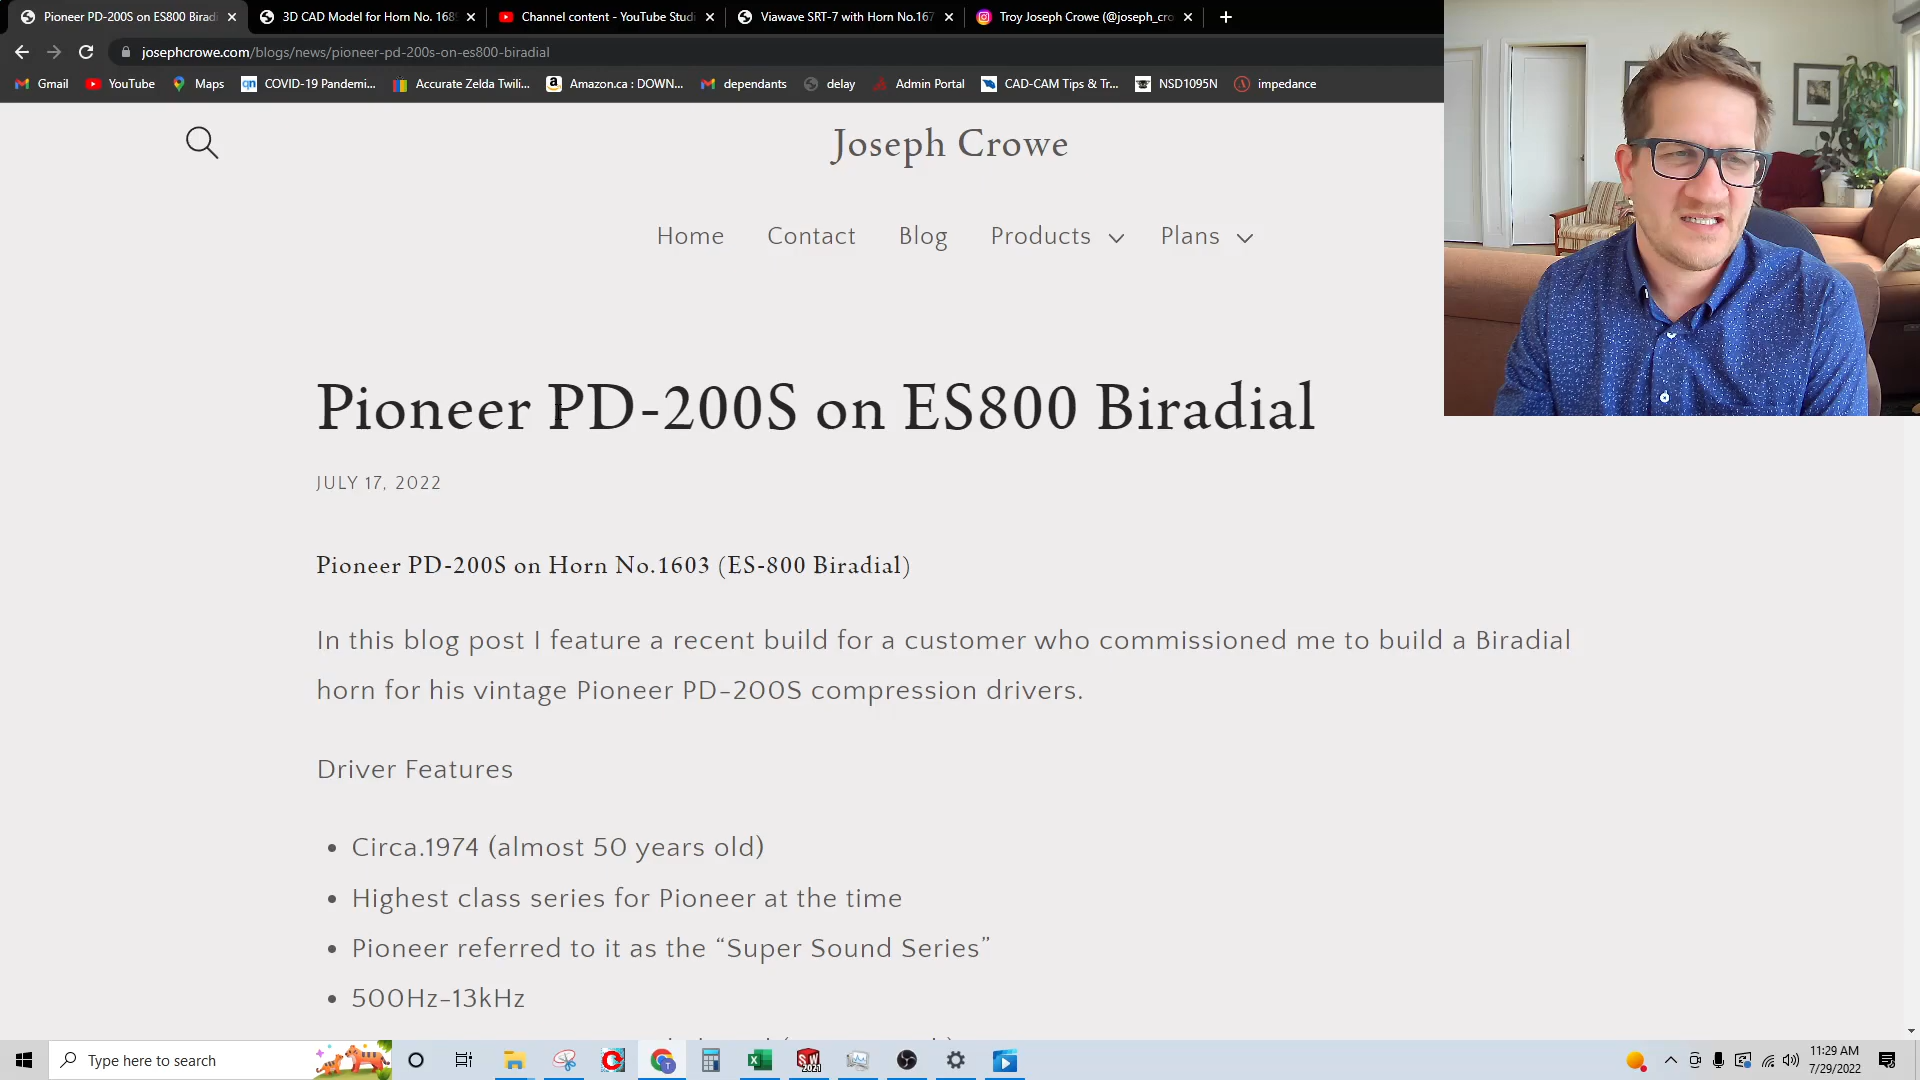 Pioneer PD-200S on ES800 Biradi
3D CAD Model for Horn No. 168
Channel content - YouTube Studi
Viawave SRT-7 with Horn No.167
Troy Joseph Crowe (@joseph_cro
josephcrowe.com/blogs/news/pioneer-pd-200s-on-es800-biradial
Gmail YouTube Maps COVID-19 Pandemi... Accurate Zelda Twili... Amazon.ca : DOWN... dependants delay Admin Portal CAD-CAM Tips & Tr... NSD1095N impedance
Joseph Crowe
Home Contact Blog Products Plans
Pioneer PD-200S on ES800 Biradial
JULY 17, 2022
Pioneer PD-200S on Horn No.1603 (ES-800 Biradial)
In this blog post I feature a recent build for a customer who commissioned me to build a Biradial
horn for his vintage Pioneer PD-200S compression drivers.
Driver Features
• Circa.1974 (almost 50 years old)
• Highest class series for Pioneer at the time
• Pioneer referred to it as the “Super Sound Series”
• 500Hz-13kHz
Type here to search
11:29 AM
7/29/2022